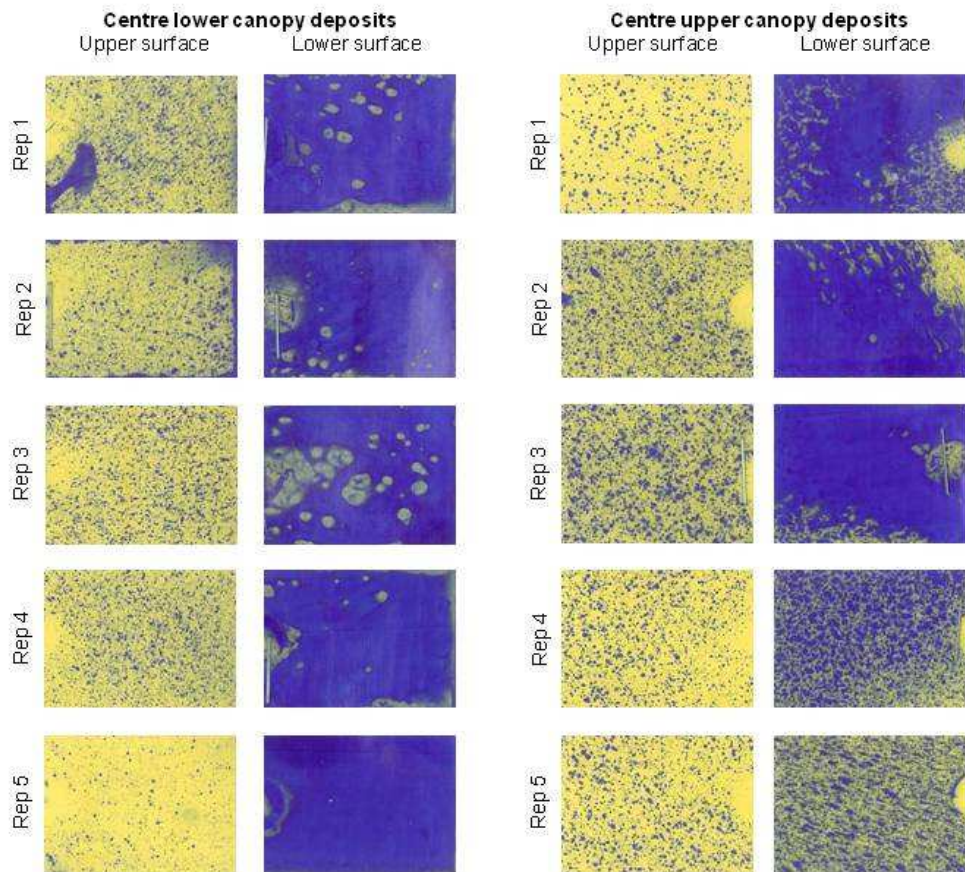 Centre lower canopy deposits
Upper surface Lower surface
Rep 1
Rep 2
Rep 3
Rep 4
Rep 5
Centre upper canopy deposits
Upper surface Lower surface
Rep 1
Rep 2
Rep 3
Rep 4
Rep 5